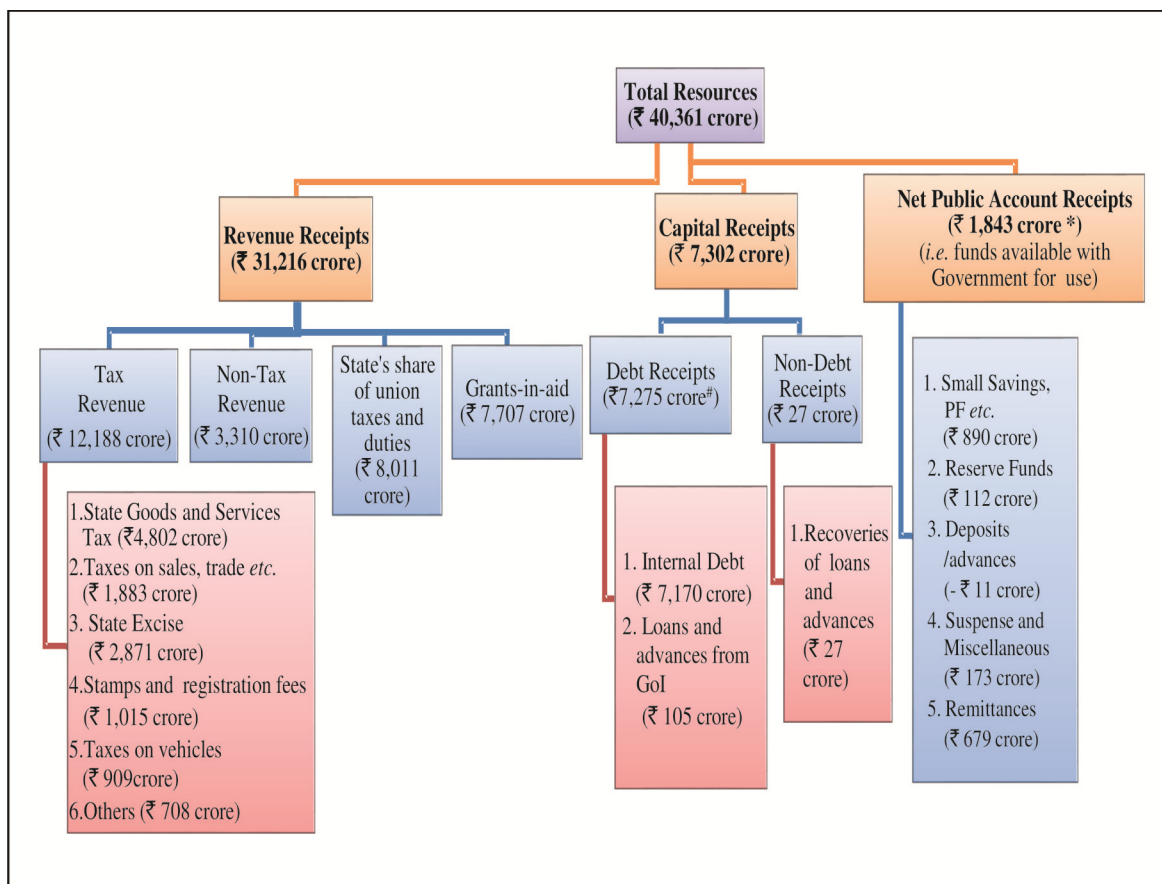 Total Resources
(₹ 40,361 crore)
Revenue Receipts
(₹ 31,216 crore)
Capital Receipts
(₹ 7,302 crore)
Net Public Account Receipts
(₹ 1,843 crore *)
(i.e. funds available with
Government for use)
Tax
Revenue
(₹ 12,188 crore)
Non-Tax
Revenue
(₹ 3,310 crore)
State's share
of union
taxes and
duties
(₹ 8,011
crore)
Grants-in-aid
(₹ 7,707 crore)
Debt Receipts
(₹7,275 crore#)
Non-Debt
Receipts
(₹ 27 crore)
1.State Goods and Services
Tax (₹4,802 crore)
2.Taxes on sales, trade etc.
(₹ 1,883 crore)
3. State Excise
(₹ 2,871 crore)
4.Stamps and registration fees
(₹ 1,015 crore)
5.Taxes on vehicles
(₹ 909crore)
6.Others (₹ 708 crore)
1. Internal Debt
(₹ 7,170 crore)
2. Loans and
advances from
GoI
(₹ 105 crore)
1.Recoveries
of loans
and
advances
(₹ 27
crore)
1. Small Savings,
PF etc.
(₹ 890 crore)
2. Reserve Funds
(₹ 112 crore)
3. Deposits
/advances
(- ₹ 11 crore)
4. Suspense and
Miscellaneous
(₹ 173 crore)
5. Remittances
(₹ 679 crore)